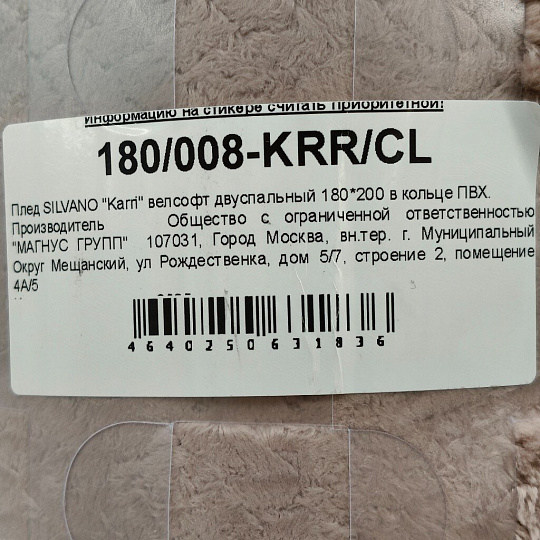 информацию на стикере считать приоритетной!
180/008-KRR/CL
Плед SILVANO "Karri" велсофт двуспальный 180*200 в кольце ПВХ.
Производитель Общество с ограниченной ответственностью
"МАГНУС ГРУПП" 107031, Город Москва, вн.тер. г. Муниципальный
Округ Мещанский, ул Рождественка, дом 5/7, строение 2, помещение
4А/5
4640250631836